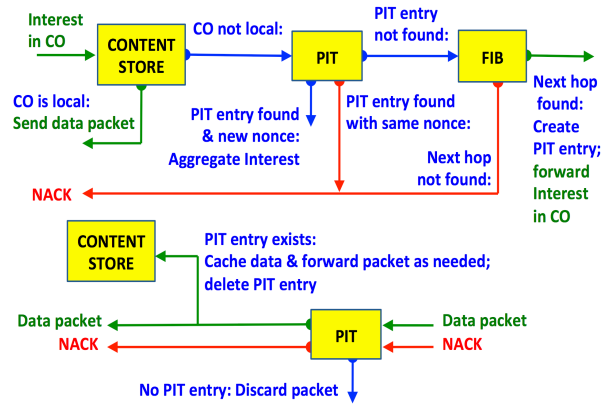 Interest
in CO
CONTENT
STORE
CO not local:
PIT
PIT entry
not found:
FIB
CO is local:
Send data packet
PIT entry found
& new nonce:
Aggregate Interest
PIT entry found
with same nonce:
Next hop
not found:
Next hop
found:
Create
PIT entry;
forward
Interest
in CO
NACK
CONTENT
STORE
PIT entry exists:
Cache data & forward packet as needed;
delete PIT entry
Data packet
NACK
PIT
Data packet
NACK
No PIT entry: Discard packet